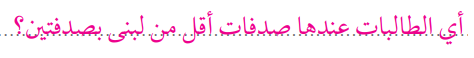 أي الطالبات عندها صدفات أقل من لبنى بصدفتين؟